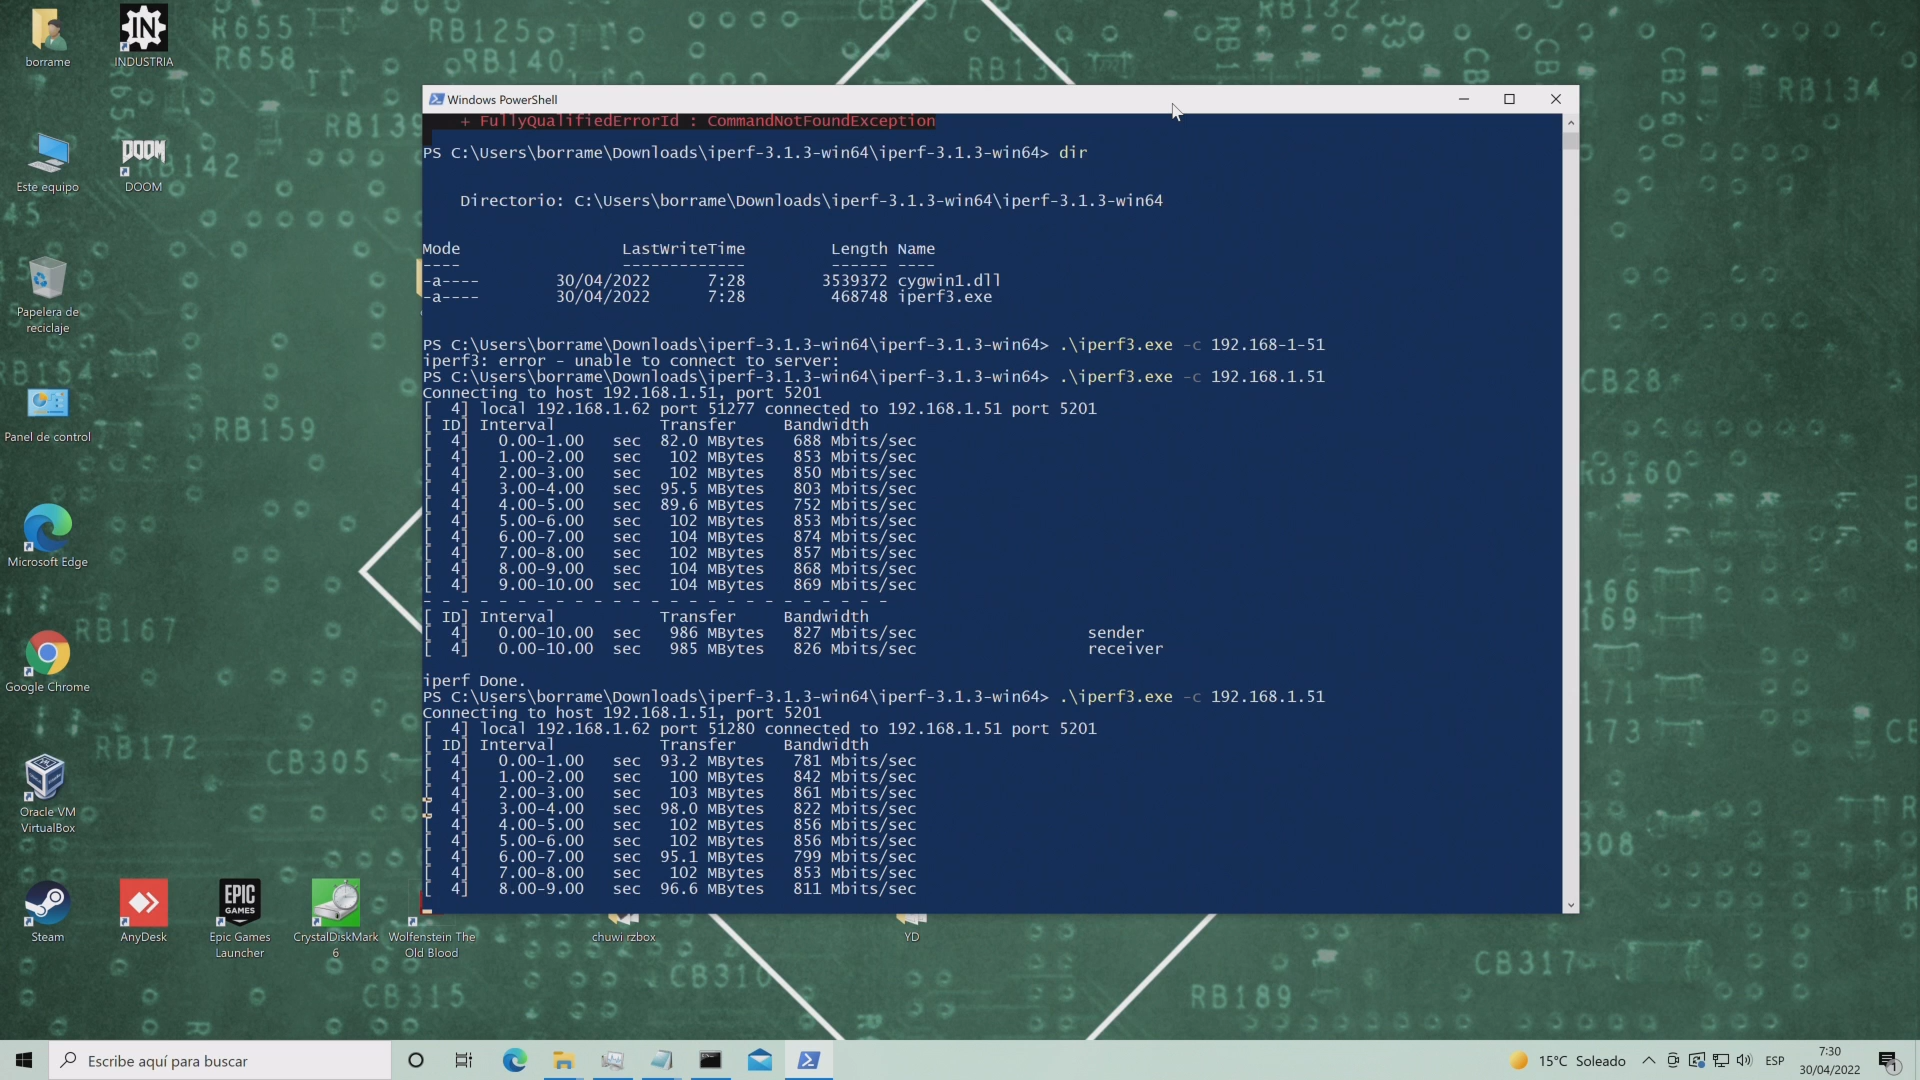 borrame
INDUSTRIA
Este equipo
DOOM
DOOM
Papelera de
reciclaje
Panel de control
Microsoft Edge
Google Chrome
Oracle VM
VirtualBox
Steam
AnyDesk
EPIC
GAMES
Epic Games
Launcher
CrystalDiskMark
6
Wolfenstein The
Old Blood
chuwi rzbox
YD
R655
R658
RB125
RB140
RB132
RB134
RB142
RB159
RB167
RB172
CB305
CB310
CB315
CB317
RB189
RB160
CB28
CB260
Windows PowerShell
+ FullyQualifiedErrorId : CommandNotFoundException
PS C:\Users\borrame\Downloads\iperf-3.1.3-win64\iperf-3.1.3-win64> dir
Directorio: C:\Users\borrame\Downloads\iperf-3.1.3-win64\iperf-3.1.3-win64
Mode LastWriteTime Length Name
---- ------------- ------ ----
-a---- 30/04/2022 7:28 3539372 cygwin1.dll
-a---- 30/04/2022 7:28 468748 iperf3.exe
PS C:\Users\borrame\Downloads\iperf-3.1.3-win64\iperf-3.1.3-win64> .\iperf3.exe -c 192.168-1-51
iperf3: error - unable to connect to server:
PS C:\Users\borrame\Downloads\iperf-3.1.3-win64\iperf-3.1.3-win64> .\iperf3.exe -c 192.168.1.51
Connecting to host 192.168.1.51, port 5201
[ 4] local 192.168.1.62 port 51277 connected to 192.168.1.51 port 5201
[ ID] Interval Transfer Bandwidth
[ 4] 0.00-1.00 sec 82.0 MBytes 688 Mbits/sec
[ 4] 1.00-2.00 sec 102 MBytes 853 Mbits/sec
[ 4] 2.00-3.00 sec 102 MBytes 850 Mbits/sec
[ 4] 3.00-4.00 sec 95.5 MBytes 803 Mbits/sec
[ 4] 4.00-5.00 sec 89.6 MBytes 752 Mbits/sec
[ 4] 5.00-6.00 sec 102 MBytes 853 Mbits/sec
[ 4] 6.00-7.00 sec 104 MBytes 874 Mbits/sec
[ 4] 7.00-8.00 sec 102 MBytes 857 Mbits/sec
[ 4] 8.00-9.00 sec 104 MBytes 868 Mbits/sec
[ 4] 9.00-10.00 sec 104 MBytes 869 Mbits/sec
- - - - - - - - - - - - - - - - - - - - - - - - -
[ ID] Interval Transfer Bandwidth
[ 4] 0.00-10.00 sec 986 MBytes 827 Mbits/sec sender
[ 4] 0.00-10.00 sec 985 MBytes 826 Mbits/sec receiver
iperf Done.
PS C:\Users\borrame\Downloads\iperf-3.1.3-win64\iperf-3.1.3-win64> .\iperf3.exe -c 192.168.1.51
Connecting to host 192.168.1.51, port 5201
[ 4] local 192.168.1.62 port 51280 connected to 192.168.1.51 port 5201
[ ID] Interval Transfer Bandwidth
[ 4] 0.00-1.00 sec 93.2 MBytes 781 Mbits/sec
[ 4] 1.00-2.00 sec 100 MBytes 842 Mbits/sec
[ 4] 2.00-3.00 sec 103 MBytes 861 Mbits/sec
[ 4] 3.00-4.00 sec 98.0 MBytes 822 Mbits/sec
[ 4] 4.00-5.00 sec 102 MBytes 856 Mbits/sec
[ 4] 5.00-6.00 sec 102 MBytes 856 Mbits/sec
[ 4] 6.00-7.00 sec 95.1 MBytes 799 Mbits/sec
[ 4] 7.00-8.00 sec 102 MBytes 853 Mbits/sec
[ 4] 8.00-9.00 sec 96.6 MBytes 811 Mbits/sec
Escribe aquí para buscar
15°C Soleado
ESP
7:30
30/04/2022
1